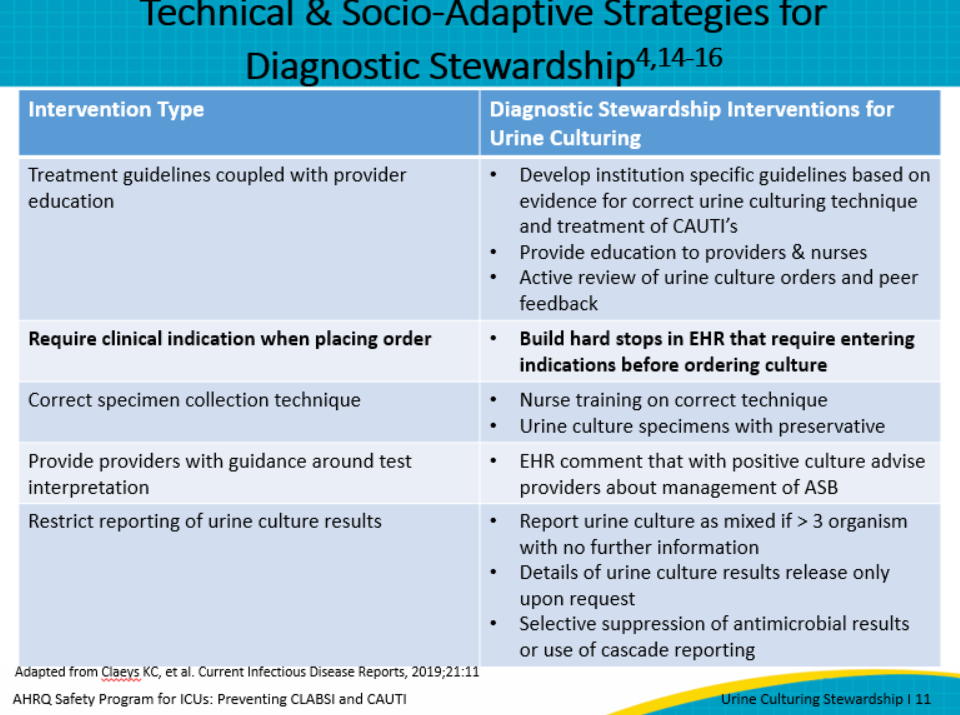 Technical & Socio-Adaptive Strategies for
Diagnostic Stewardship4,14-16
Intervention Type
Diagnostic Stewardship Interventions for
Urine Culturing
Treatment guidelines coupled with provider
education
• Develop institution specific guidelines based on
evidence for correct urine culturing technique
and treatment of CAUTI's
• Provide education to providers & nurses
• Active review of urine culture orders and peer
feedback
Require clinical indication when placing order
• Build hard stops in EHR that require entering
indications before ordering culture
Correct specimen collection technique
• Nurse training on correct technique
• Urine culture specimens with preservative
Provide providers with guidance around test
interpretation
• EHR comment that with positive culture advise
providers about management of ASB
Restrict reporting of urine culture results
• Report urine culture as mixed if > 3 organism
with no further information
• Details of urine culture results release only
upon request
• Selective suppression of antimicrobial results
or use of cascade reporting
Adapted from Claeys KC, et al. Current Infectious Disease Reports, 2019;21:11
AHRQ Safety Program for ICUs: Preventing CLABSI and CAUTI
Urine Culturing Stewardship I 11